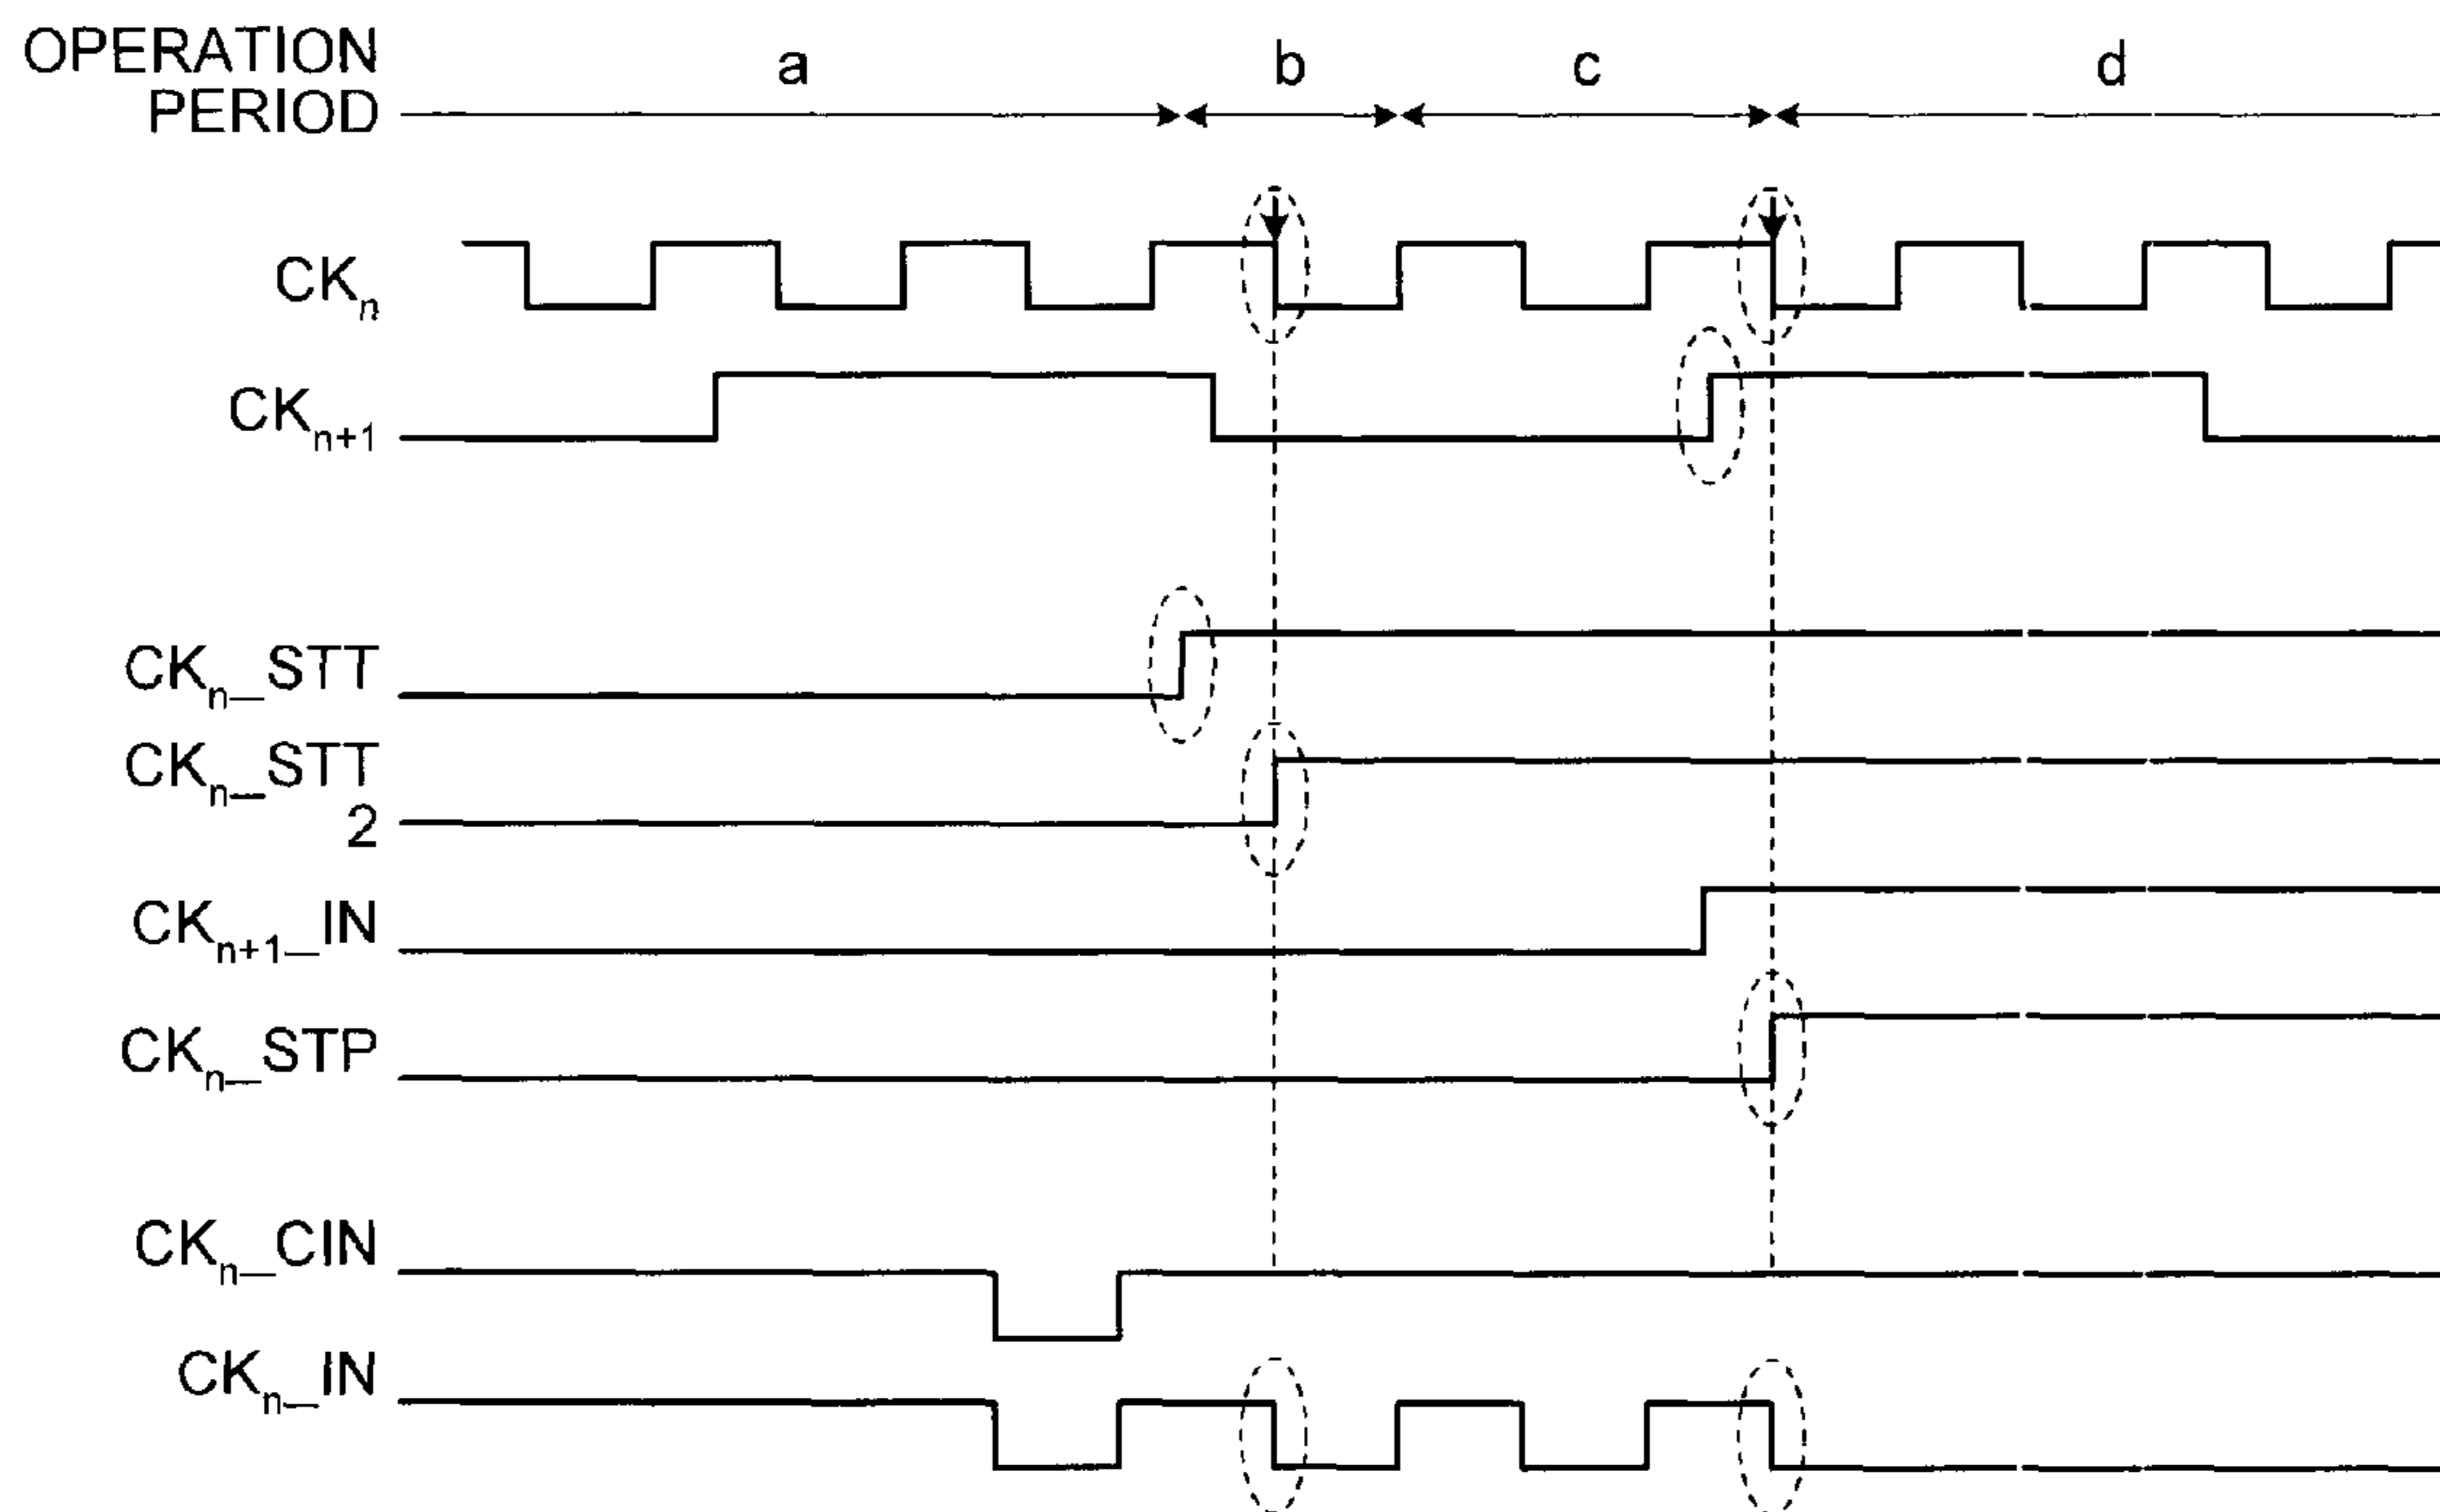 OPERATION
PERIOD
a b c d
CKn
CKn+1
CKn_STT
CKn_STT
2
CKn+1_IN
CKn_STP
CKn_CIN
CKn_IN